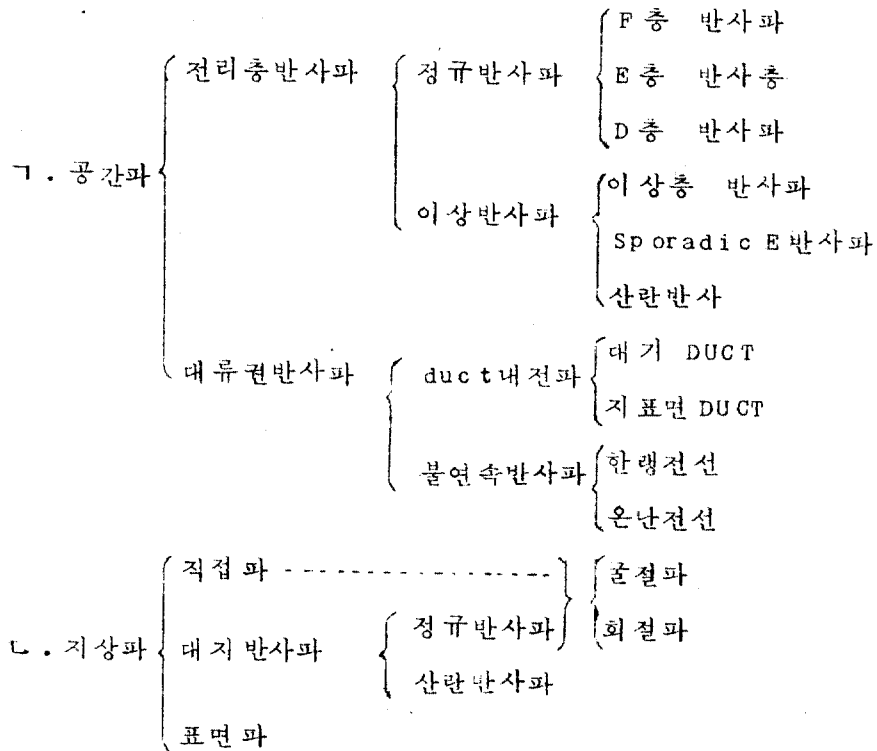 F층 반사파
전리층반사파 정규반사파 E층 반사층
D층 반사파
ㄱ. 공간파
이상층 반사파
이상반사파
Sporadic E반사파
산란반사
대기 DUCT
대류권반사파 duct내전파
지표면 DUCT
한랭전선
불연속반사파
온난전선
직접파 굴절파
정규반사파 회절파
ㄴ. 지상파 대지반사파
산란반사파
표면파